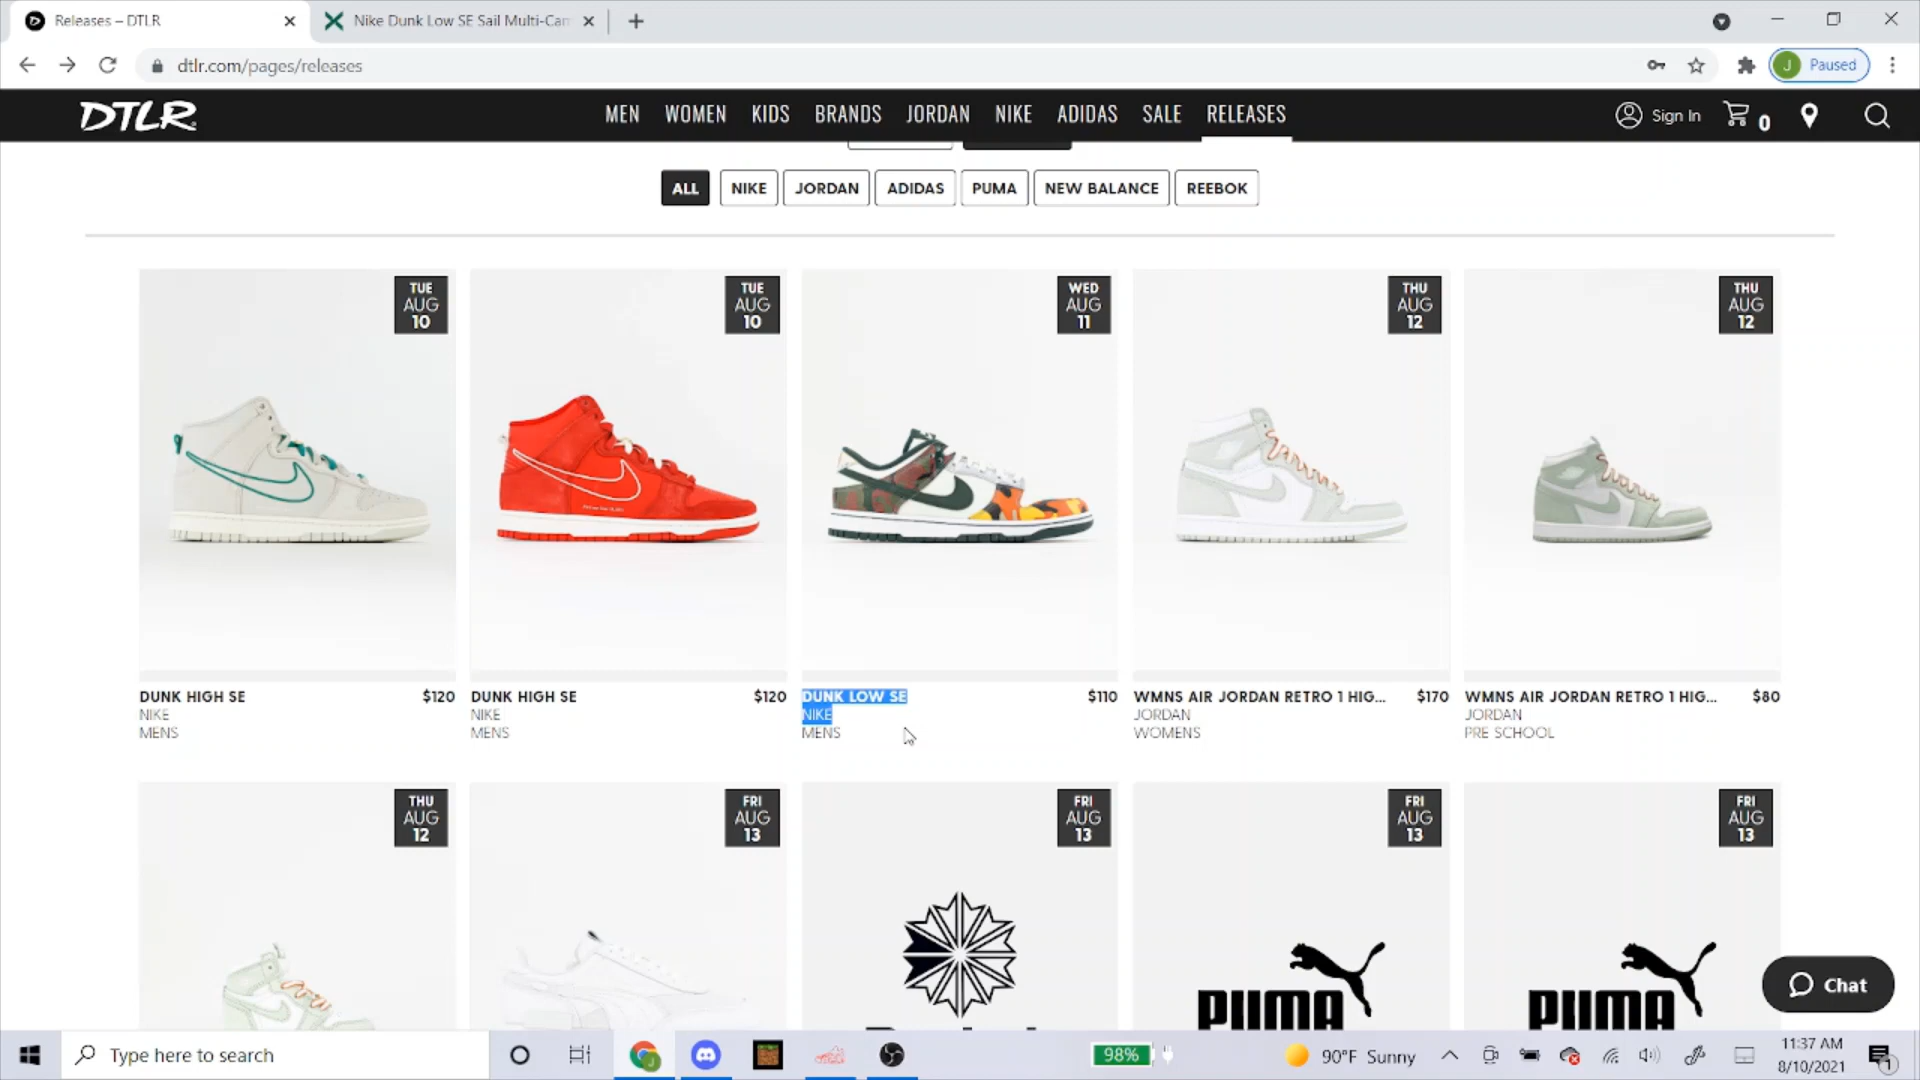 Releases – DTLR
Nike Dunk Low SE Sail Multi-Cam
dtlr.com/pages/releases
Paused
J
DTLR
MEN WOMEN KIDS BRANDS JORDAN NIKE ADIDAS SALE RELEASES
Sign In
0
ALL NIKE JORDAN ADIDAS PUMA NEW BALANCE REEBOK
TUE
AUG
10
TUE
AUG
10
WED
AUG
11
THU
AUG
12
THU
AUG
12
DUNK HIGH SE $120
NIKE
MENS
DUNK HIGH SE $120
NIKE
MENS
DUNK LOW SE $110
NIKE
MENS
WMNS AIR JORDAN RETRO 1 HIG... $170
JORDAN
WOMENS
WMNS AIR JORDAN RETRO 1 HIG... $80
JORDAN
PRE SCHOOL
THU
AUG
12
FRI
AUG
13
FRI
AUG
13
FRI
AUG
13
FRI
AUG
13
PUMA
PUMA
Chat
Type here to search
98%
90°F Sunny
11:37 AM
8/10/2021
1